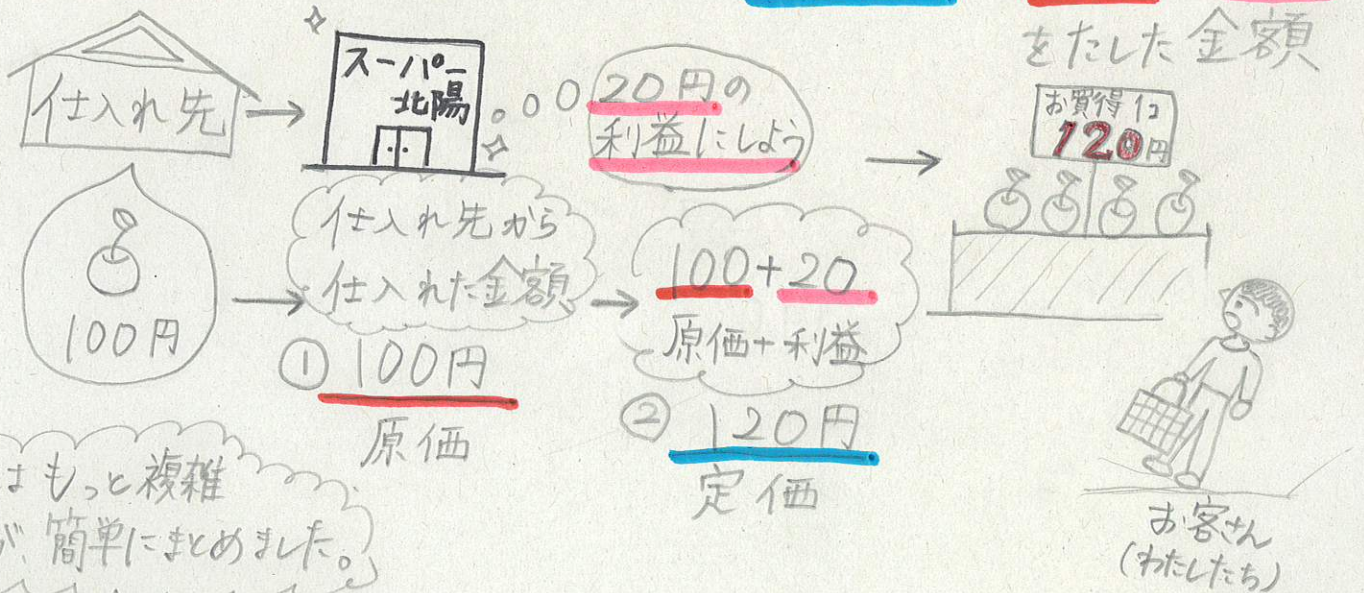 をたした金額
仕入れ先
スーパー
北陽
20円の
利益にしよう
お買得 1コ
120円
100円
仕入れ先から
仕入れた金額
① 100円
原価
100+20
原価+利益
② 120円
定価
はもっと複雑
が、簡単にまとめました。
お客さん
(わたしたち)